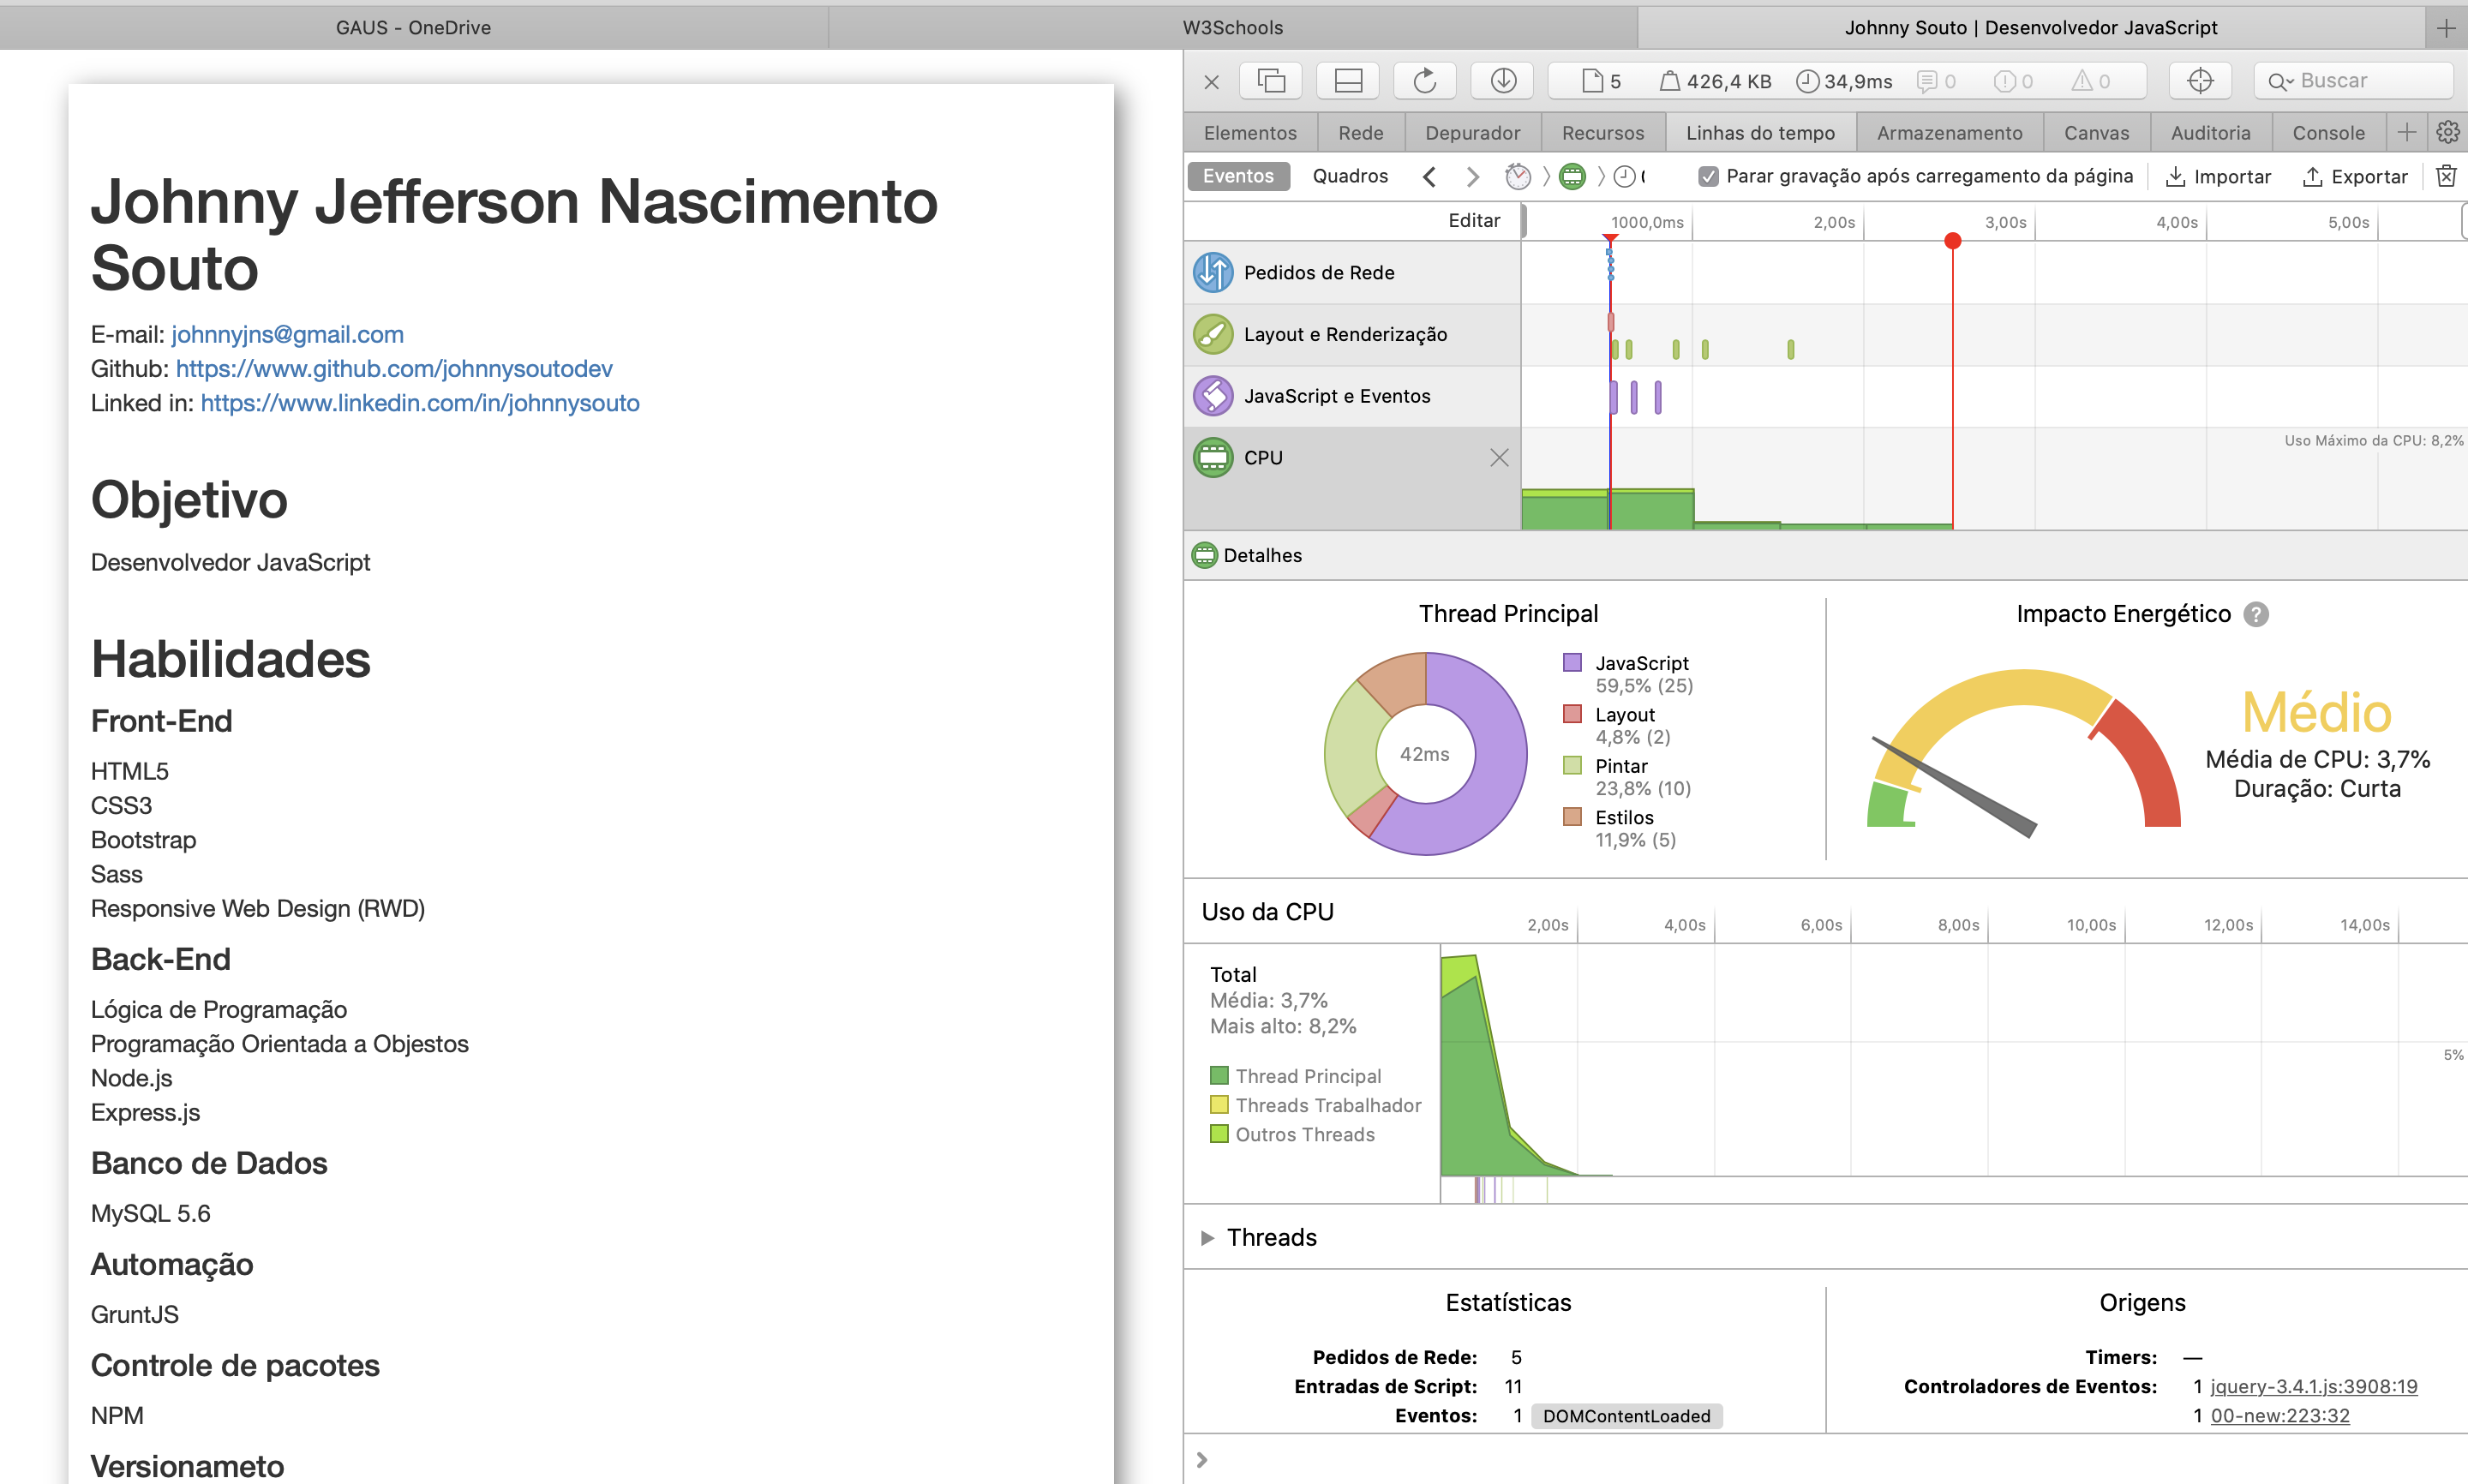 GAUS - OneDrive
W3Schools
Johnny Souto | Desenvolvedor JavaScript
Johnny Jefferson Nascimento
Souto
E-mail: johnnyjns@gmail.com
Github: https://www.github.com/johnnysoutodev
Linked in: https://www.linkedin.com/in/johnnysouto
Objetivo
Desenvolvedor JavaScript
Habilidades
Front-End
HTML5
CSS3
Bootstrap
Sass
Responsive Web Design (RWD)
Back-End
Lógica de Programação
Programação Orientada a Objestos
Node.js
Express.js
Banco de Dados
MySQL 5.6
Automação
GruntJS
Controle de pacotes
NPM
Versionameto
5 426,4 KB 34,9ms 0 0 0 Buscar
Elementos Rede Depurador Recursos Linhas do tempo Armazenamento Canvas Auditoria Console
Eventos Quadros Parar gravação após carregamento da página Importar Exportar
Editar 1000,0ms 2,00s 3,00s 4,00s 5,00s
Pedidos de Rede
Layout e Renderização
JavaScript e Eventos
CPU
Uso Máximo da CPU: 8,2%
Detalhes
Thread Principal
42ms
JavaScript
59,5% (25)
Layout
4,8% (2)
Pintar
23,8% (10)
Estilos
11,9% (5)
Impacto Energético ?
Médio
Média de CPU: 3,7%
Duração: Curta
Uso da CPU 2,00s 4,00s 6,00s 8,00s 10,00s 12,00s 14,00s
Total
Média: 3,7%
Mais alto: 8,2%
Thread Principal
Threads Trabalhador
Outros Threads
5%
Threads
Estatísticas
Pedidos de Rede: 5
Entradas de Script: 11
Eventos: 1 DOMContentLoaded
Origens
Timers: —
Controladores de Eventos: 1 jquery-3.4.1.js:3908:19
1 00-new:223:32